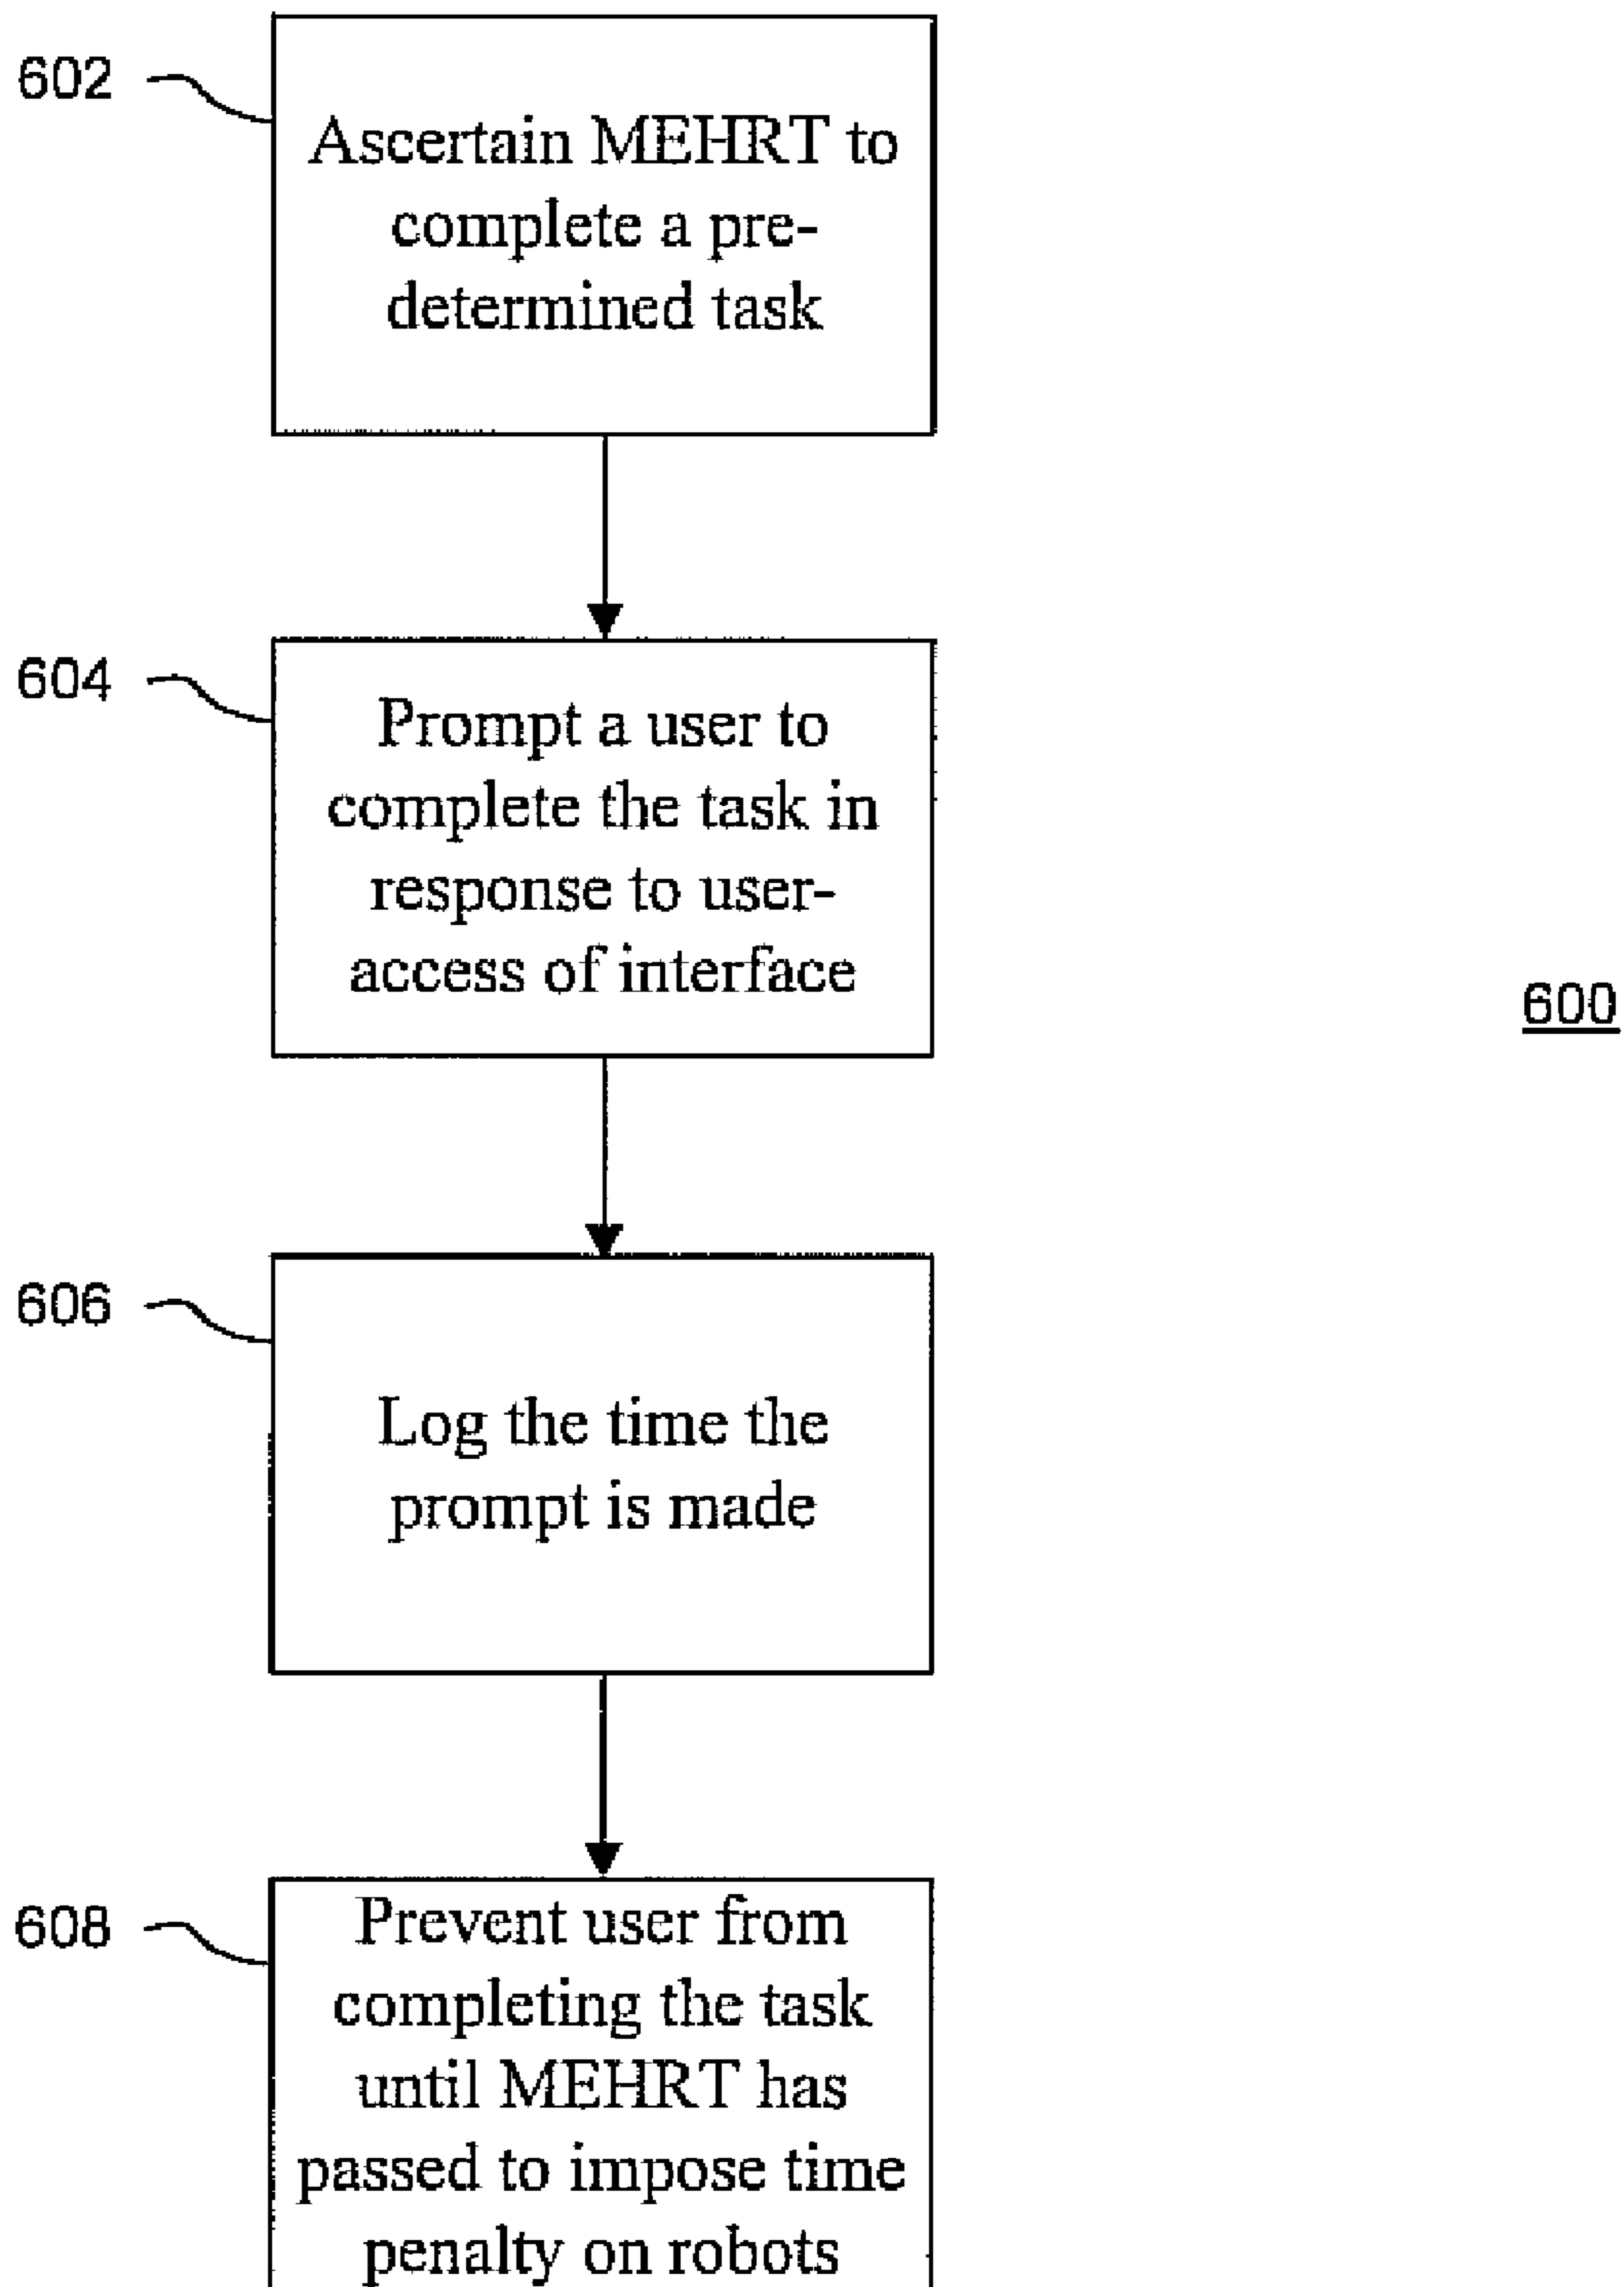 602
Ascertain MEHRT to
complete a pre-
determined task
604
Prompt a user to
complete the task in
response to user-
access of interface
600
606
Log the time the
prompt is made
608
Prevent user from
completing the task
until MEHRT has
passed to impose time
penalty on robots